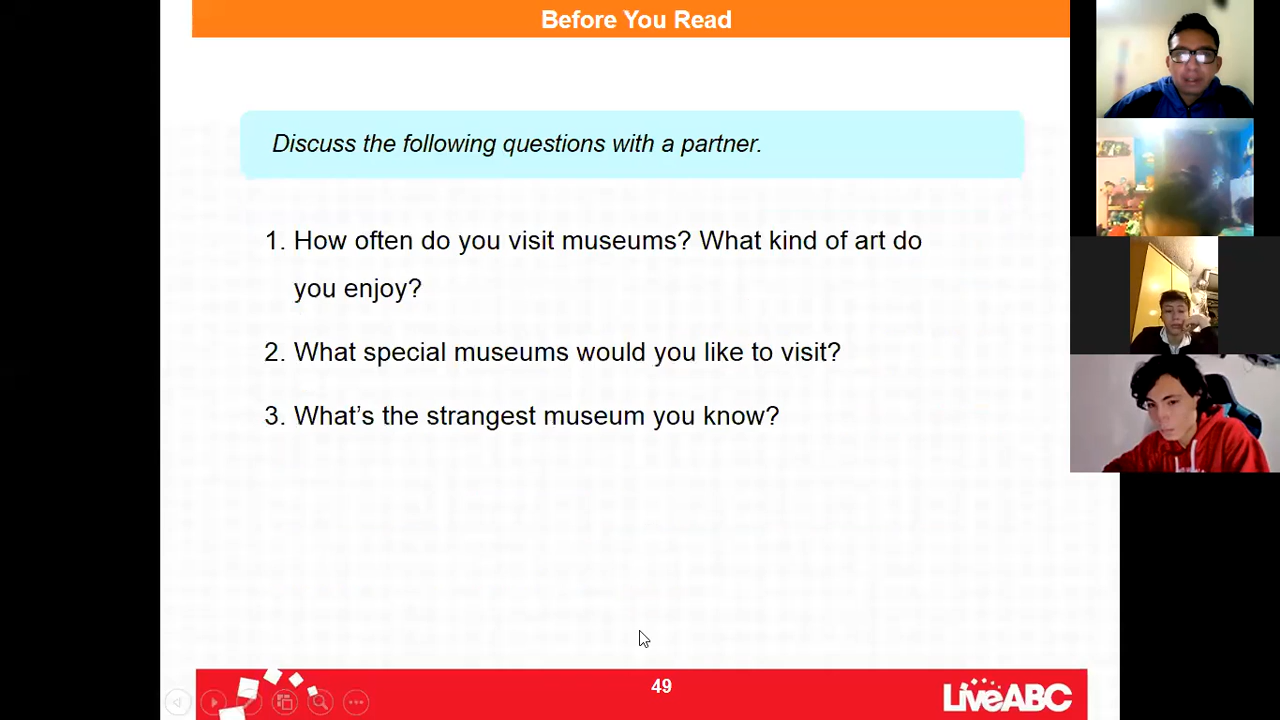 Before You Read
Discuss the following questions with a partner.
1. How often do you visit museums? What kind of art do
you enjoy?
2. What special museums would you like to visit?
3. What’s the strangest museum you know?
49
LiveABC